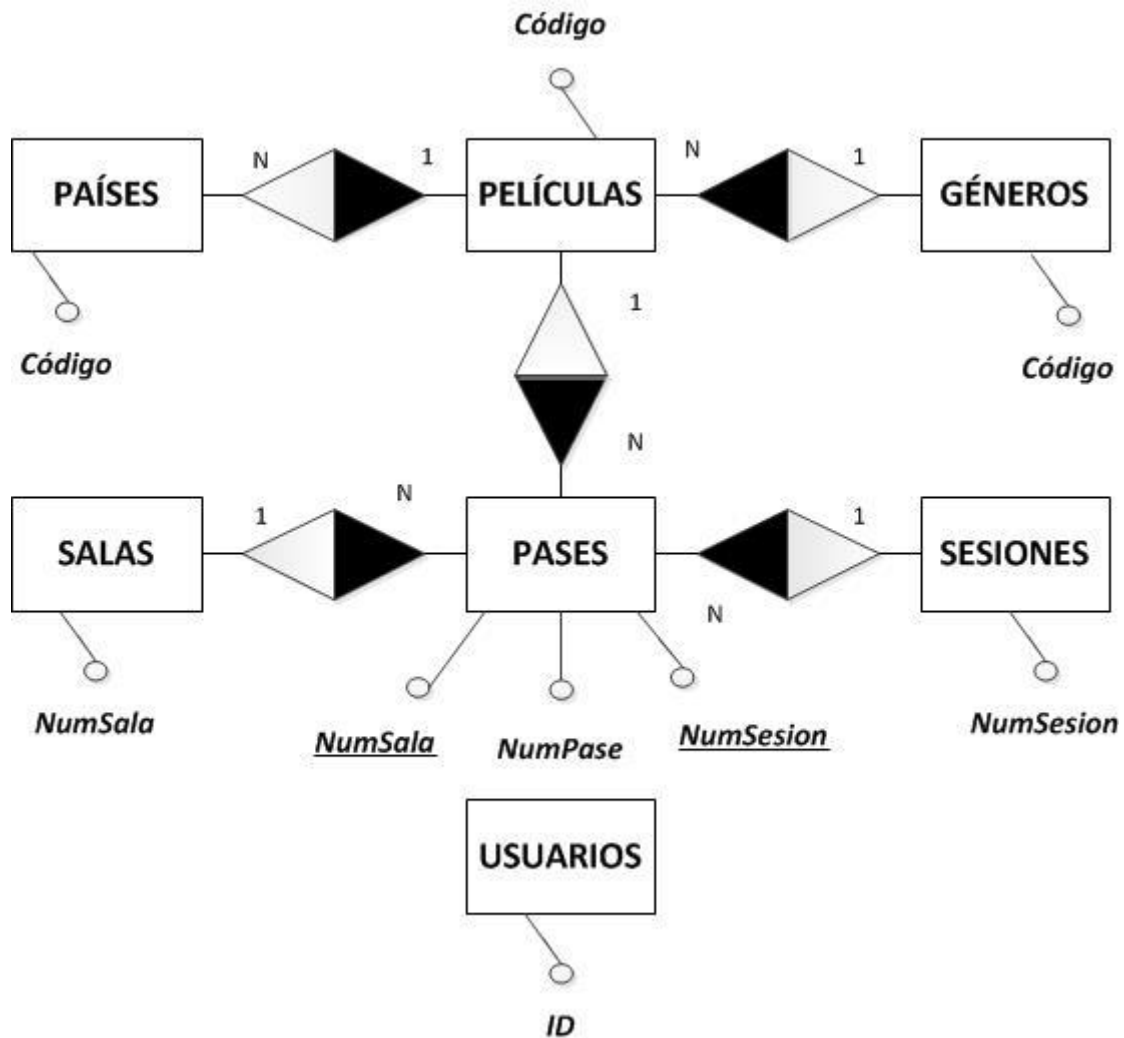 Código
N
1
N
1
PAÍSES
PELÍCULAS
GÉNEROS
Código
1
Código
N
1
N
1
SALAS
PASES
SESIONES
N
NumSala
NumSala
NumPase
NumSesion
NumSesion
USUARIOS
ID